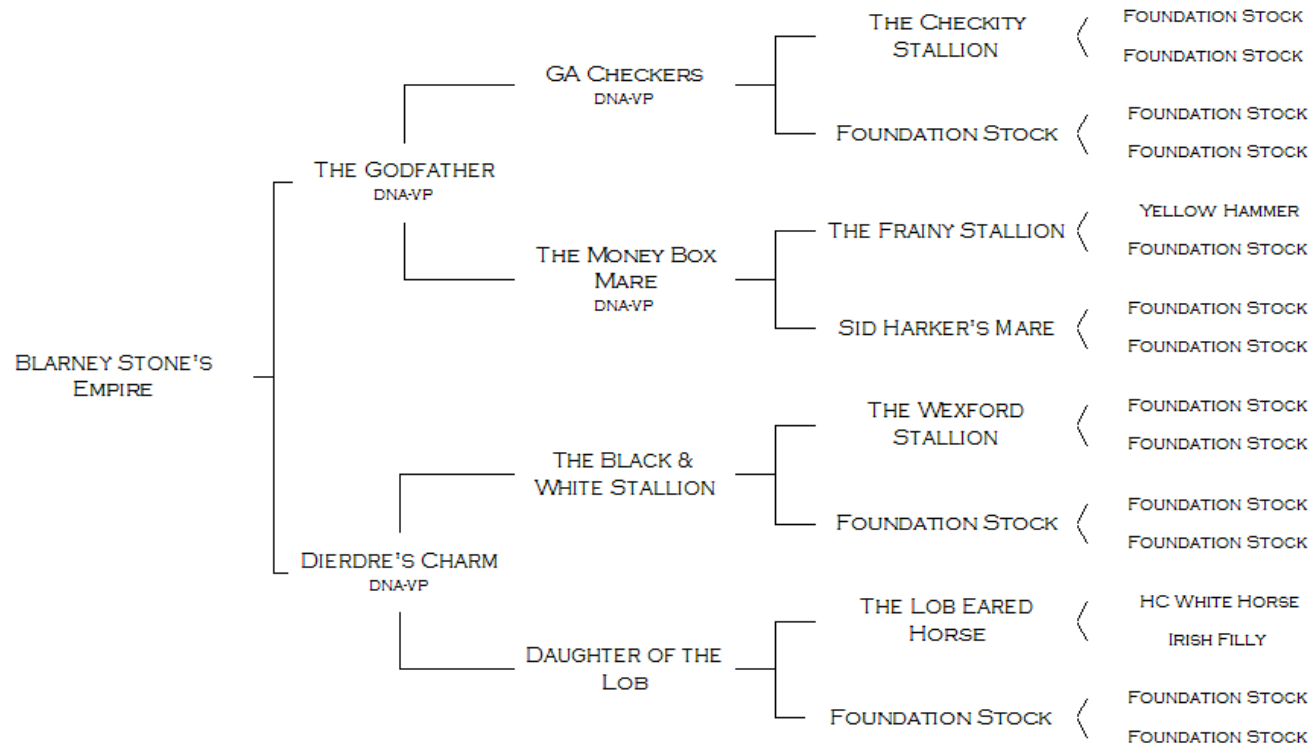 Blarney Stone's
Empire
The Godfather
DNA-VP
Dierdre's Charm
DNA-VP
GA Checkers
DNA-VP
The Money Box
Mare
DNA-VP
The Black &
White Stallion
Daughter of the
Lob
The Checkity
Stallion
Foundation Stock
The Frainy Stallion
Sid Harker's Mare
The Wexford
Stallion
Foundation Stock
The Lob Eared
Horse
Foundation Stock
Foundation Stock
Foundation Stock
Foundation Stock
Foundation Stock
Yellow Hammer
Foundation Stock
Foundation Stock
Foundation Stock
Foundation Stock
Foundation Stock
Foundation Stock
Foundation Stock
HC White Horse
Irish Filly
Foundation Stock
Foundation Stock